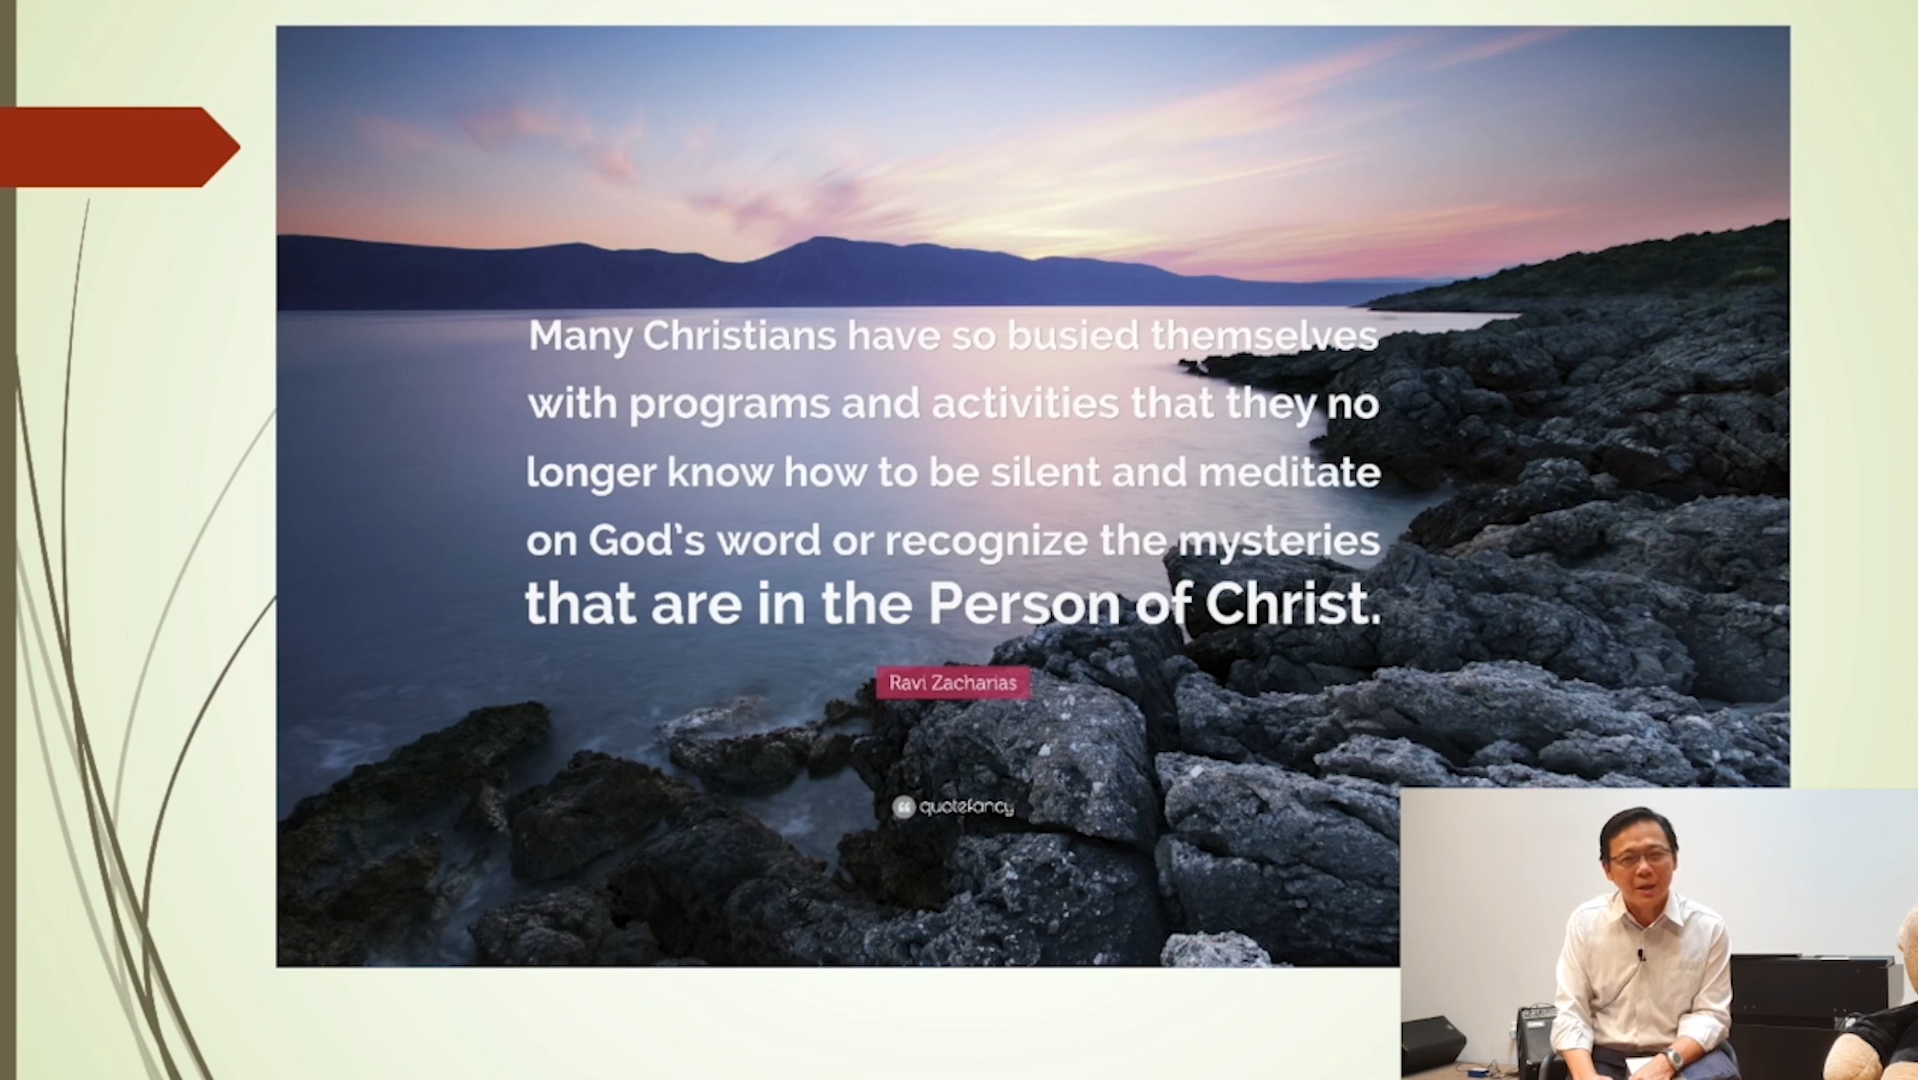 Many Christians have so busied themselves
with programs and activities that they no
longer know how to be silent and meditate
on God's word or recognize the mysteries
that are in the Person of Christ.
Ravi Zacharias
quotefancy